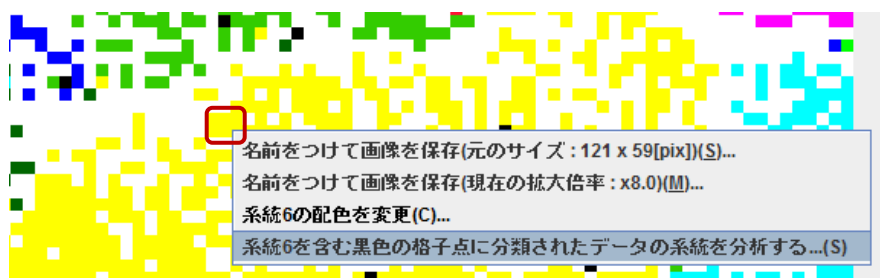 名前をつけて画像を保存(元のサイズ : 121 x 59[pix])(S)...
名前をつけて画像を保存(現在の拡大倍率 : x8.0)(M)...
系統6の配色を変更(C)...
系統6を含む黒色の格子点に分類されたデータの系統を分析する...(S)